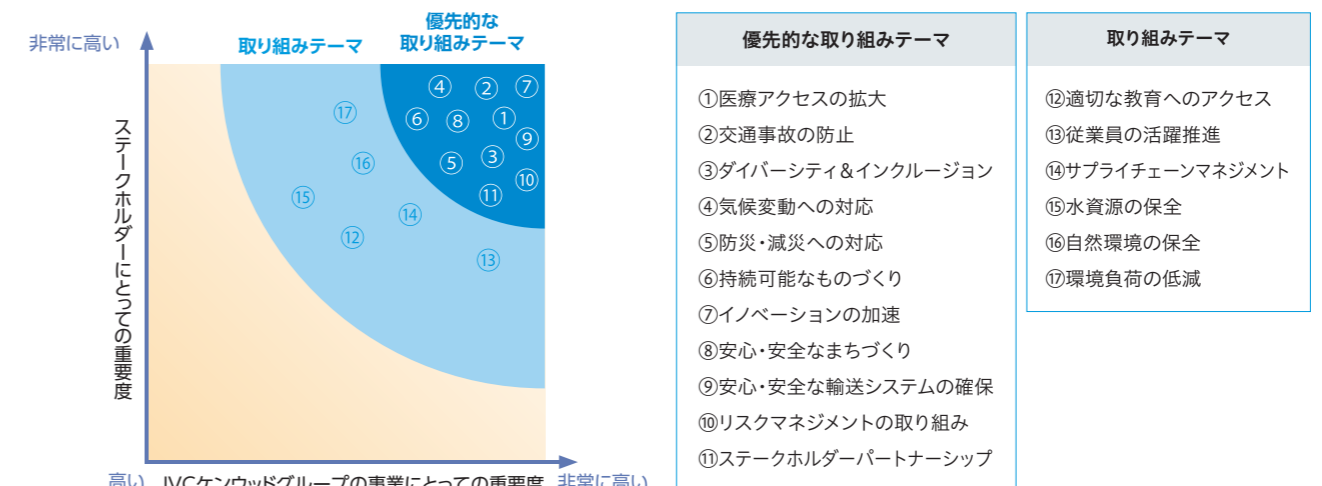 優先的な
取り組みテーマ
取り組みテーマ
非常に高い
ステークホルダーにとっての重要度
④
②
⑦
⑰
⑥
⑧
①
⑨
⑯
⑤
③
⑩
⑮
⑪
⑭
⑫
⑬
高い
JVCケンウッドグループの事業にとっての重要度
非常に高い
優先的な取り組みテーマ
①医療アクセスの拡大
②交通事故の防止
③ダイバーシティ&インクルージョン
④気候変動への対応
⑤防災・減災への対応
⑥持続可能なものづくり
⑦イノベーションの加速
⑧安心・安全なまちづくり
⑨安心・安全な輸送システムの確保
⑩リスクマネジメントの取り組み
⑪ステークホルダーパートナーシップ
取り組みテーマ
⑫適切な教育へのアクセス
⑬従業員の活躍推進
⑭サプライチェーンマネジメント
⑮水資源の保全
⑯自然環境の保全
⑰環境負荷の低減